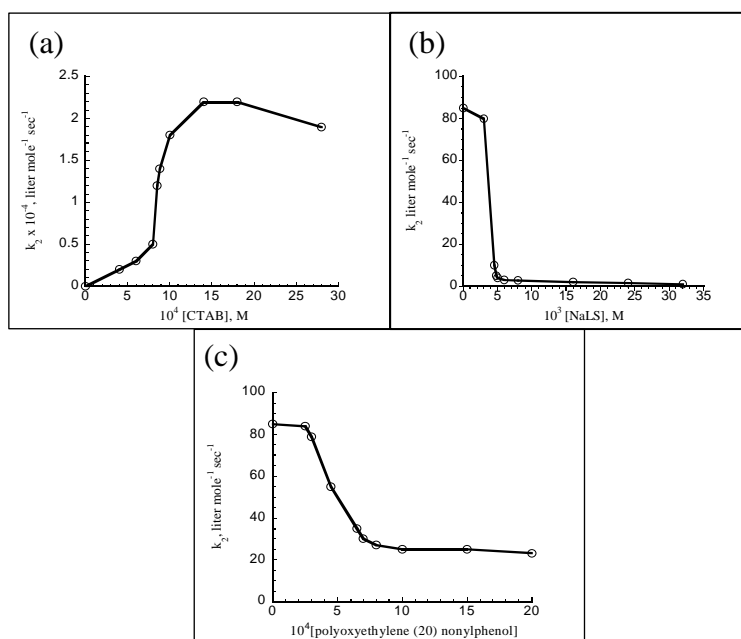 (a)
k₂ x 10⁻⁴, liter mole⁻¹ sec⁻¹
2.5
2
1.5
1
0.5
0
0 5 10 15 20 25 30
10⁴ [CTAB], M
(b)
k, liter mole⁻¹ sec⁻¹
100
80
60
40
20
0
0 5 10 15 20 25 30 35
10³ [NaLS], M
(c)
k₂, liter mole⁻¹ sec⁻¹
100
80
60
40
20
0
0 5 10 15 20
10⁴[polyoxyethylene (20) nonylphenol]